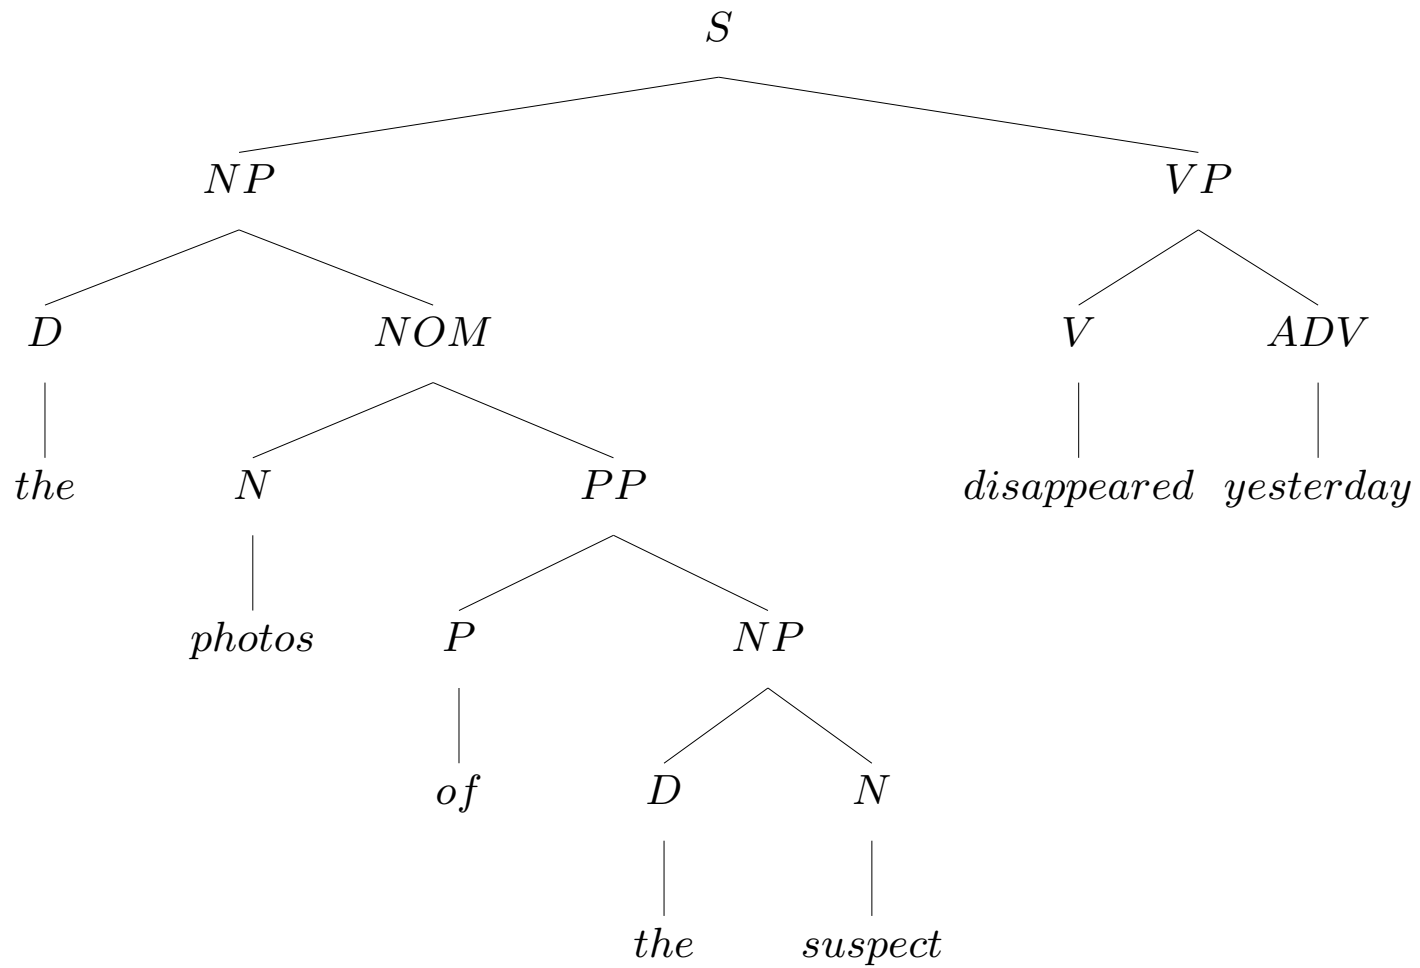 S
NP VP
D NOM V ADV
the N PP disappeared yesterday
photos P NP
of D N
the suspect